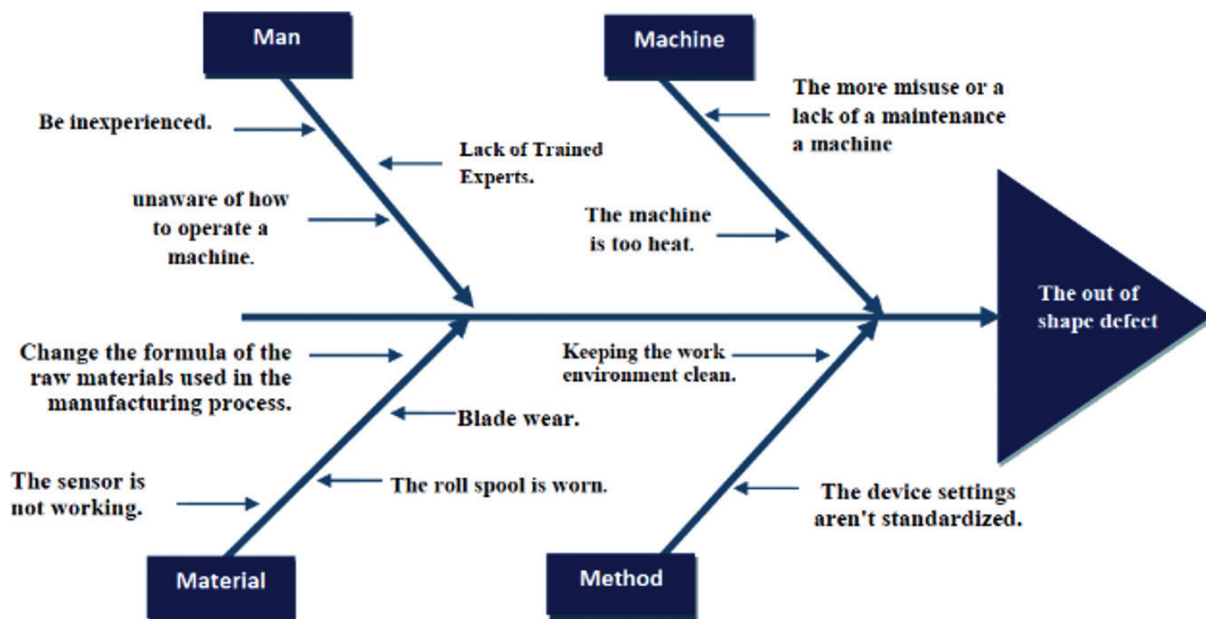 Man
Machine
Be inexperienced.
Lack of Trained
Experts.
unaware of how
to operate a
machine.
The more misuse or a
lack of a maintenance
a machine
The machine
is too heat.
The out of
shape defect
Change the formula of the
raw materials used in the
manufacturing process.
Blade wear.
The sensor is
not working.
The roll spool is worn.
Keeping the work
environment clean.
The device settings
aren't standardized.
Material
Method